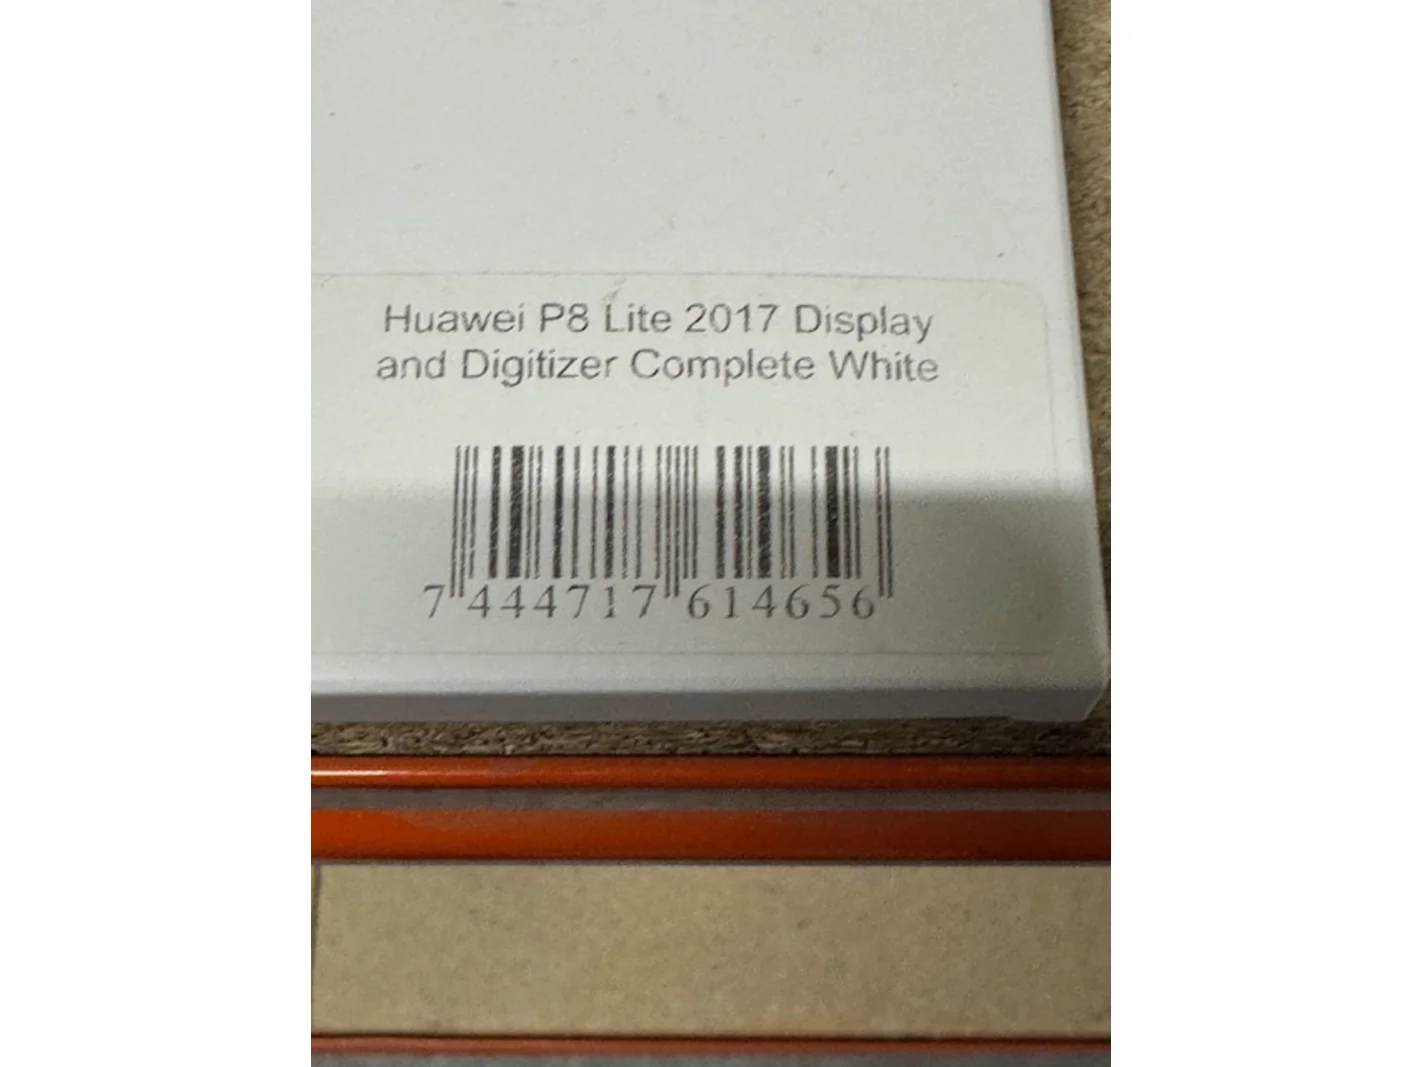 Huawei P8 Lite 2017 Display
and Digitizer Complete White
7 444717 614656